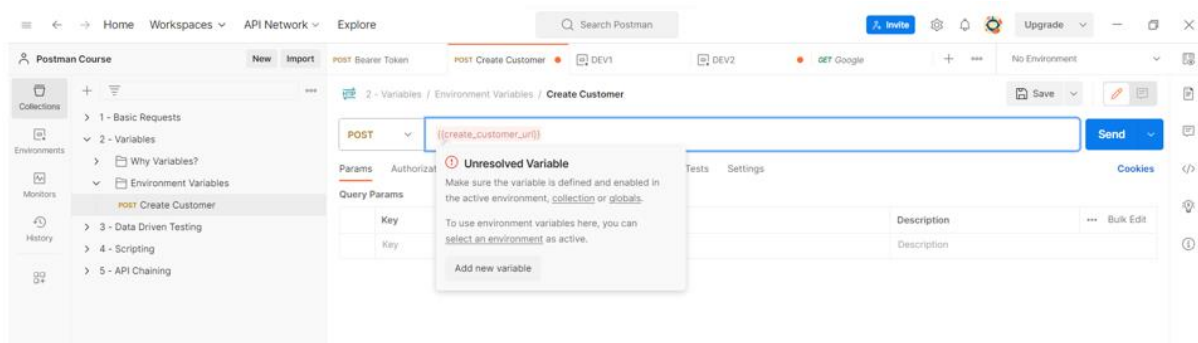 Home Workspaces API Network Explore Search Postman Invite Upgrade
Postman Course New Import POST Bearer Token POST Create Customer DEV1 DEV2 GET Google No Environment
Collections
Environments
Monitors
History
1 - Basic Requests
2 - Variables
Why Variables?
Environment Variables
POST Create Customer
3 - Data Driven Testing
4 - Scripting
5 - API Chaining
HTTP 2 - Variables / Environment Variables / Create Customer Save
POST {{create_customer_url}} Send
Params Authorizat Tests Settings Cookies
Query Params
Key Description Bulk Edit
Key Description
Unresolved Variable
Make sure the variable is defined and enabled in
the active environment, collection or globals.
To use environment variables here, you can
select an environment as active.
Add new variable